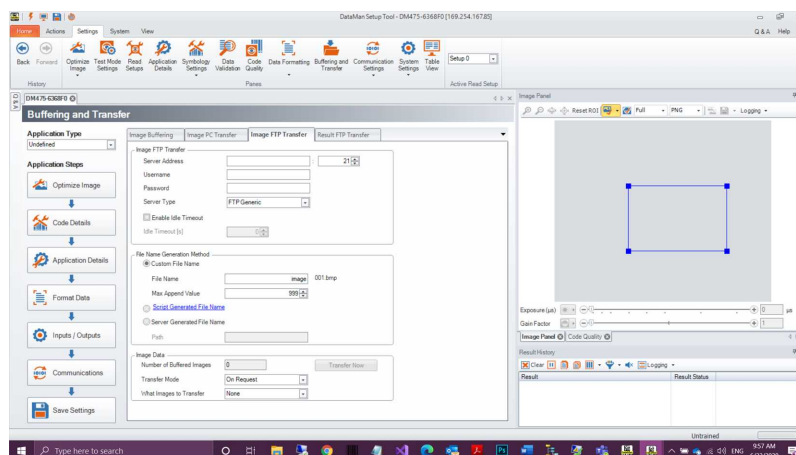 DataMan Setup Tool - DM475-6368F0 [169.254.167.85]
Home Actions Settings System View
Q & A Help
Back Forward Optimize Image Test Mode Settings Read Setups Application Details Symbology Settings Data Validation Code Quality Data Formatting Buffering and Transfer Communication Settings System Settings Table View Setup 0
History Panes Active Read Setup
Q & A
DM475-6368F0
Image Panel
Buffering and Transfer
Reset ROI Full PNG Logging
Application Type
Undefined
Application Steps
Optimize Image
Code Details
Application Details
Format Data
Inputs / Outputs
Communications
Save Settings
Image Buffering Image PC Transfer Image FTP Transfer Result FTP Transfer
Image FTP Transfer
Server Address : 21
Username
Password
Server Type FTP Generic
Enable Idle Timeout
Idle Timeout [s]
File Name Generation Method
Custom File Name
File Name image 001.bmp
Max Append Value 999
Script Generated File Name
Server Generated File Name
Path
Image Data
Number of Buffered Images 0 Transfer Now
Transfer Mode On Request
What Images to Transfer None
Exposure (µs) 0 µs
Gain Factor 1
Image Panel Code Quality
Result History
Clear Logging
Result Result Status
Untrained
Type here to search
ENG 9:57 AM